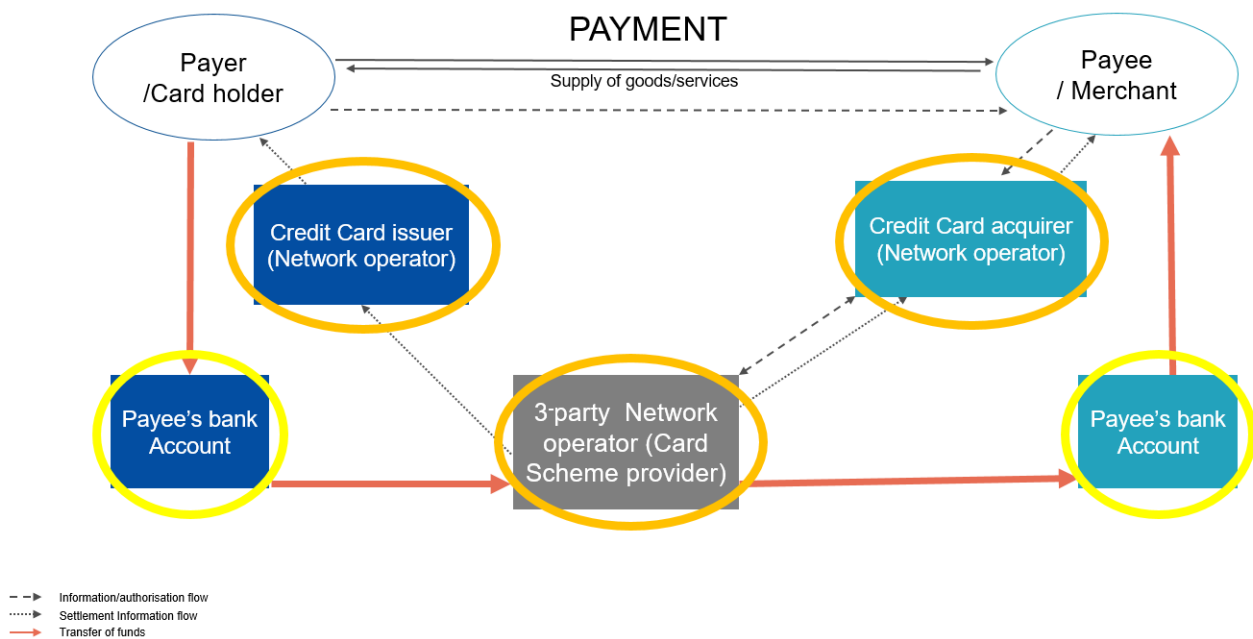 PAYMENT
Payer
/Card holder
Supply of goods/services
Payee
/ Merchant
Credit Card issuer
(Network operator)
Credit Card acquirer
(Network operator)
Payee's bank
Account
3-party Network
operator (Card
Scheme provider)
Payee's bank
Account
Information/authorisation flow
Settlement Information flow
Transfer of funds